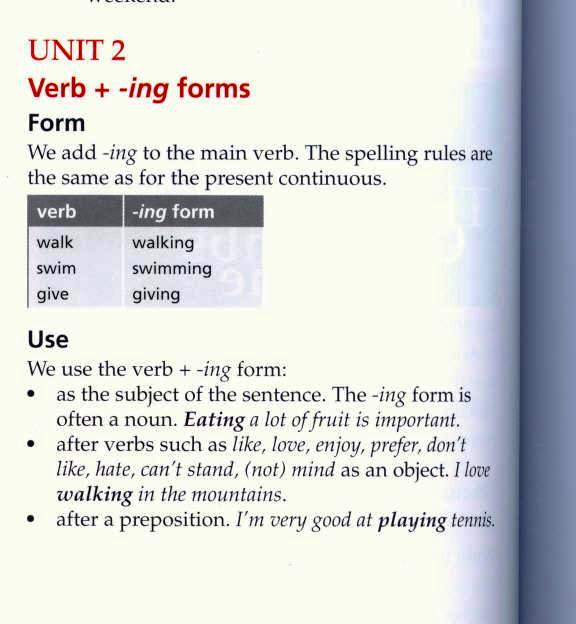 weekend.
UNIT 2
Verb + -ing forms
Form
We add -ing to the main verb. The spelling rules are
the same as for the present continuous.
verb -ing form
walk walking
swim swimming
give giving
Use
We use the verb + -ing form:
• as the subject of the sentence. The -ing form is
often a noun. Eating a lot of fruit is important.
• after verbs such as like, love, enjoy, prefer, don't
like, hate, can't stand, (not) mind as an object. I love
walking in the mountains.
• after a preposition. I'm very good at playing tennis.